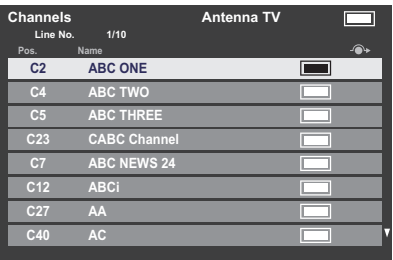 Channels Antenna TV
Line No. 1/10
Pos. Name
C2 ABC ONE
C4 ABC TWO
C5 ABC THREE
C23 CABC Channel
C7 ABC NEWS 24
C12 ABCi
C27 AA
C40 AC